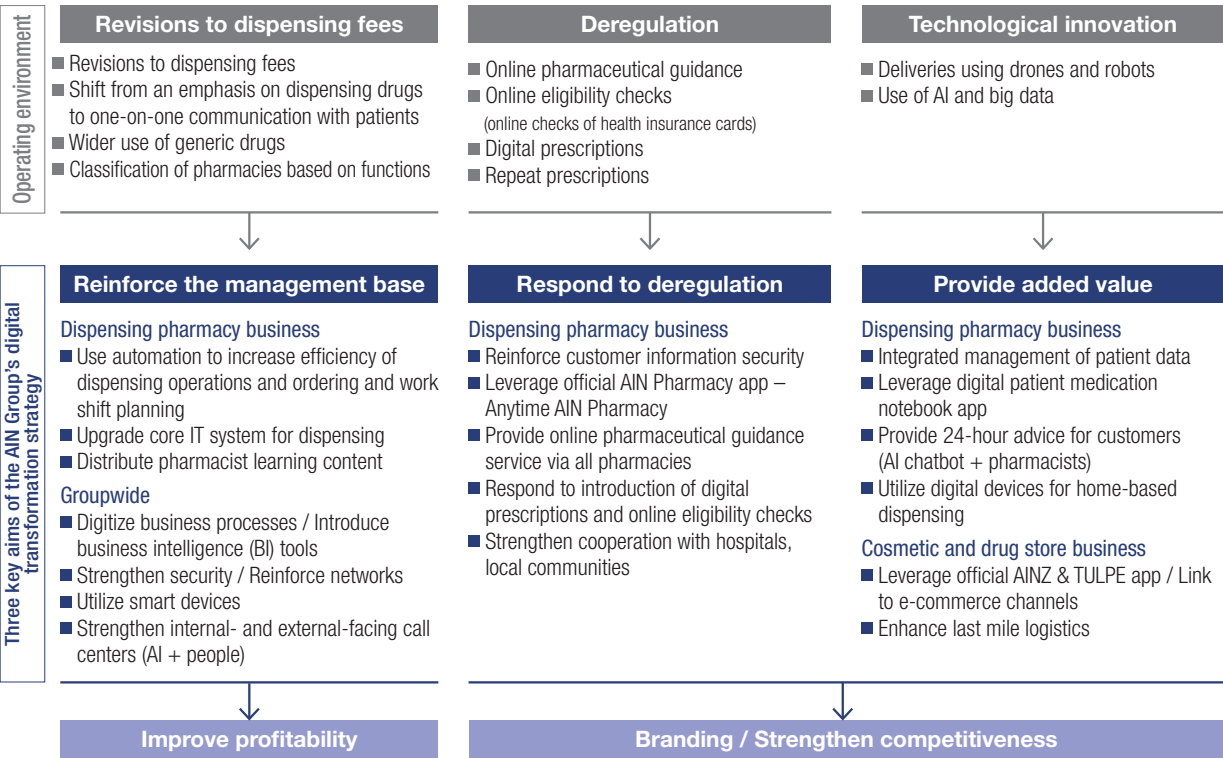 Operating environment
Revisions to dispensing fees
Revisions to dispensing fees
Shift from an emphasis on dispensing drugs
to one-on-one communication with patients
Wider use of generic drugs
Classification of pharmacies based on functions
Deregulation
Online pharmaceutical guidance
Online eligibility checks
(online checks of health insurance cards)
Digital prescriptions
Repeat prescriptions
Technological innovation
Deliveries using drones and robots
Use of AI and big data
Three key aims of the AIN Group's digital
transformation strategy
Reinforce the management base
Dispensing pharmacy business
Use automation to increase efficiency of
dispensing operations and ordering and work
shift planning
Upgrade core IT system for dispensing
Distribute pharmacist learning content
Groupwide
Digitize business processes / Introduce
business intelligence (BI) tools
Strengthen security / Reinforce networks
Utilize smart devices
Strengthen internal- and external-facing call
centers (AI + people)
Respond to deregulation
Dispensing pharmacy business
Reinforce customer information security
Leverage official AIN Pharmacy app –
Anytime AIN Pharmacy
Provide online pharmaceutical guidance
service via all pharmacies
Respond to introduction of digital
prescriptions and online eligibility checks
Strengthen cooperation with hospitals,
local communities
Provide added value
Dispensing pharmacy business
Integrated management of patient data
Leverage digital patient medication
notebook app
Provide 24-hour advice for customers
(AI chatbot + pharmacists)
Utilize digital devices for home-based
dispensing
Cosmetic and drug store business
Leverage official AINZ & TULPE app / Link
to e-commerce channels
Enhance last mile logistics
Improve profitability
Branding / Strengthen competitiveness